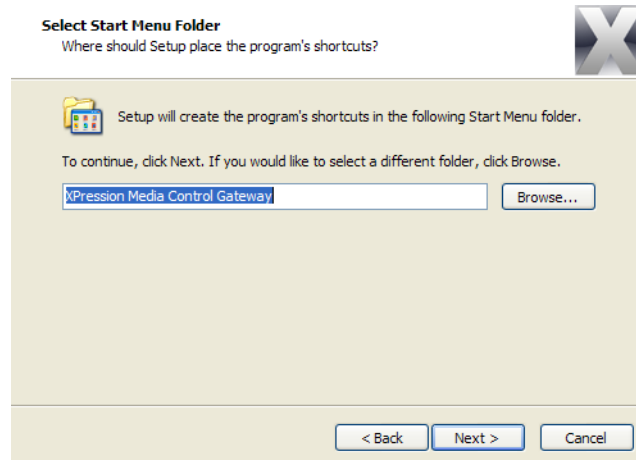 Select Start Menu Folder
Where should Setup place the program's shortcuts?
X
Setup will create the program's shortcuts in the following Start Menu folder.
To continue, click Next. If you would like to select a different folder, click Browse.
XPression Media Control Gateway
Browse...
< Back Next > Cancel